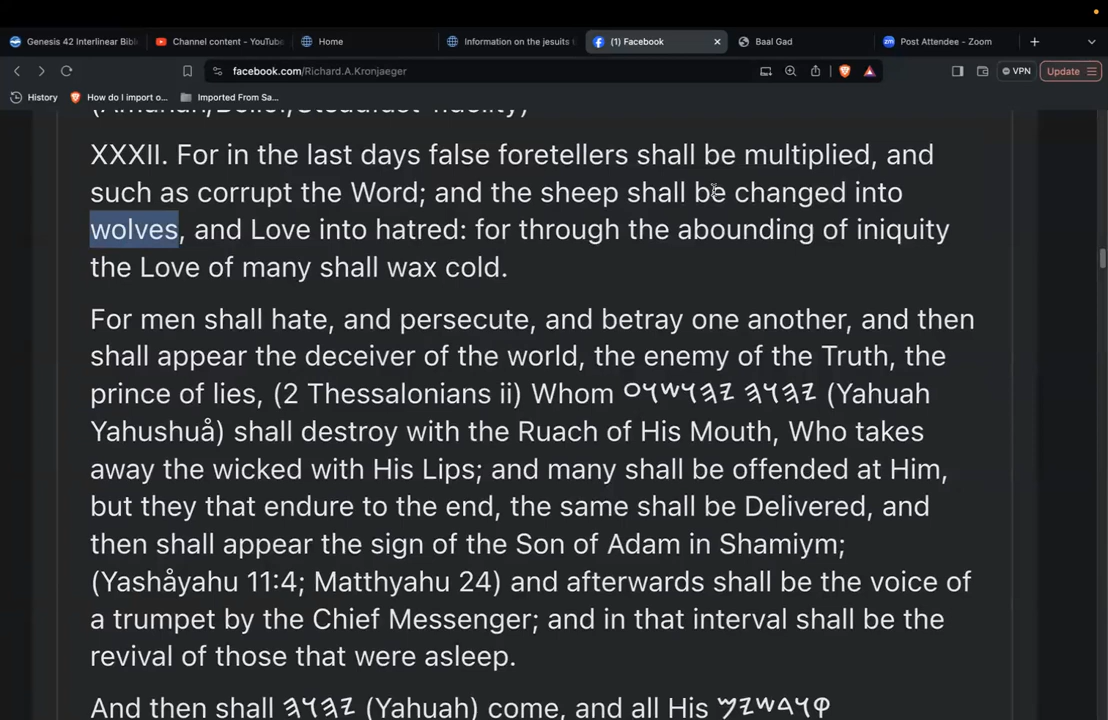 Genesis 42 Interlinear Bib
Channel content - YouTube
Home
Information on the jesuits
(1) Facebook
Baal Gad
Post Attendee - Zoom
facebook.com/Richard.A.Kronjaeger
VPN
Update
History
How do I import o...
Imported From Sa...
(Amunah/Belief/Steadfast fidelity)
XXXII. For in the last days false foretellers shall be multiplied, and
such as corrupt the Word; and the sheep shall be changed into
wolves, and Love into hatred: for through the abounding of iniquity
the Love of many shall wax cold.
For men shall hate, and persecute, and betray one another, and then
shall appear the deceiver of the world, the enemy of the Truth, the
prince of lies, (2 Thessalonians ii) Whom 𐤏𐤅𐤔𐤅𐤄𐤉 𐤄𐤅𐤄𐤉 (Yahuah
Yahushuå) shall destroy with the Ruach of His Mouth, Who takes
away the wicked with His Lips; and many shall be offended at Him,
but they that endure to the end, the same shall be Delivered, and
then shall appear the sign of the Son of Adam in Shamiym;
(Yashåyahu 11:4; Matthyahu 24) and afterwards shall be the voice of
a trumpet by the Chief Messenger; and in that interval shall be the
revival of those that were asleep.
And then shall 𐤄𐤅𐤄𐤉 (Yahuah) come, and all His